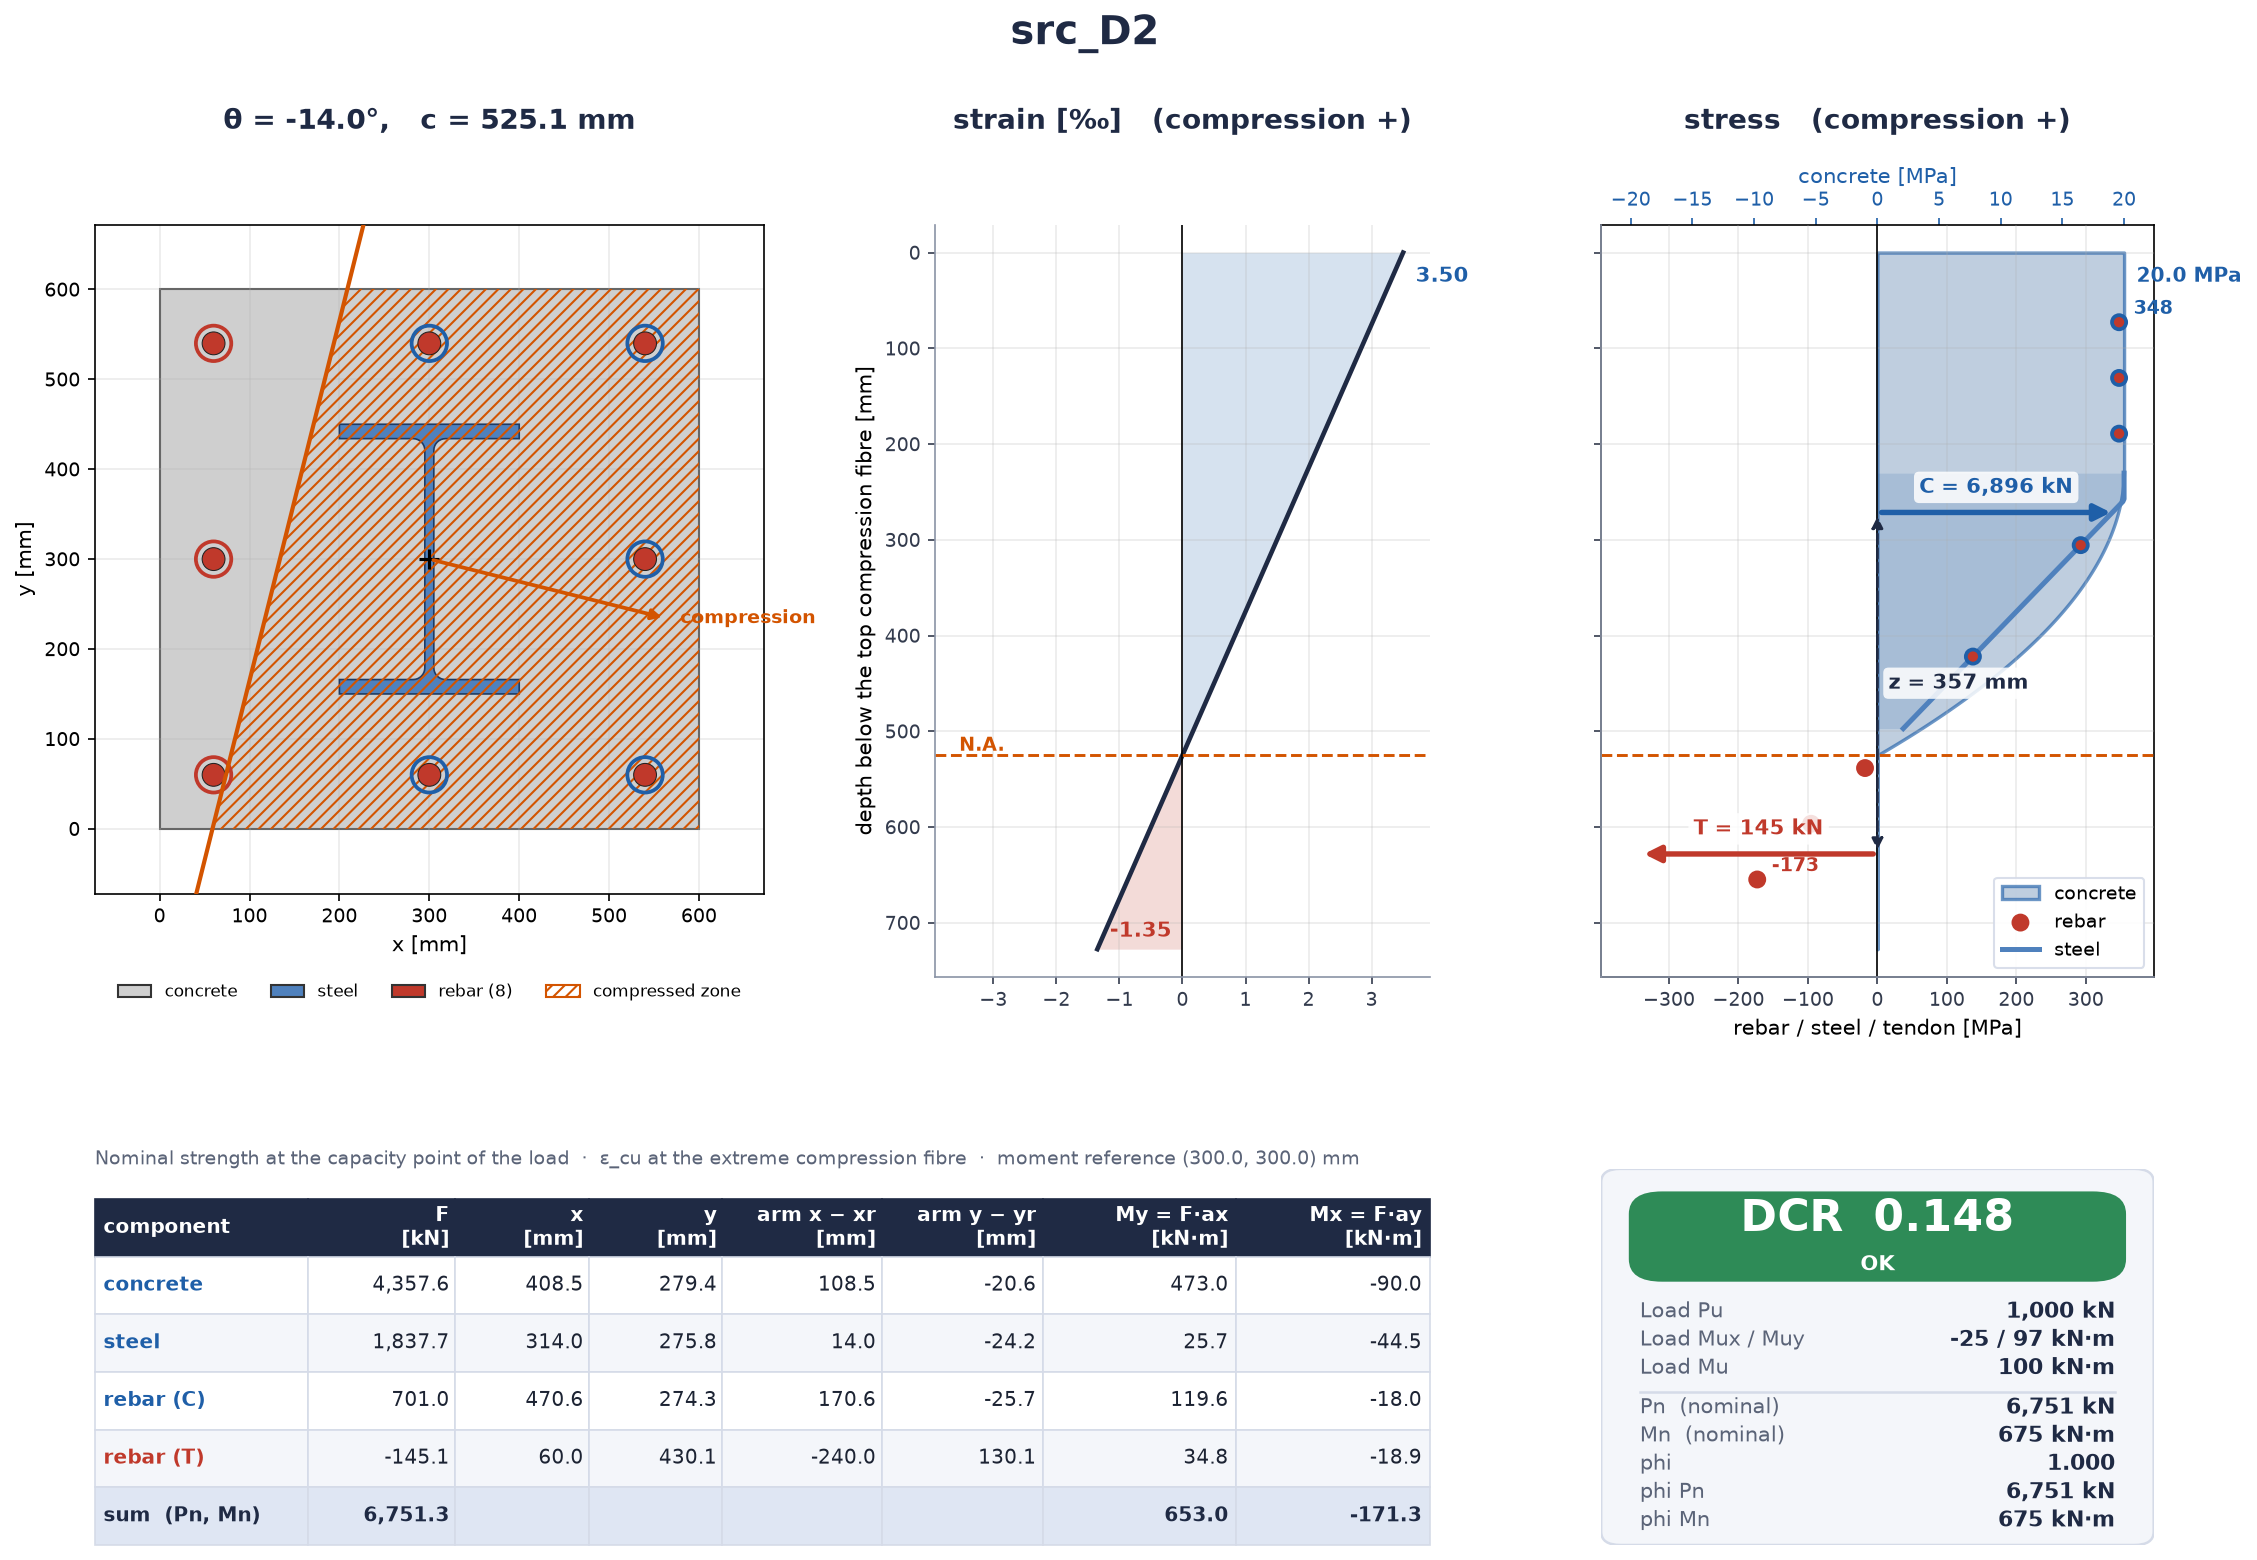 src_D2
θ = -14.0°,   c = 525.1 mm
600
500
400
300
200
100
0
y [mm]
compression
0 100 200 300 400 500 600
x [mm]
concrete steel rebar (8) compressed zone
strain [‰]   (compression +)
0
100
200
300
400
500
600
700
depth below the top compression fibre [mm]
3.50
N.A.
-1.35
−3 −2 −1 0 1 2 3
stress   (compression +)
concrete [MPa]
−20 −15 −10 −5 0 5 10 15 20
20.0 MPa
348
C = 6,896 kN
z = 357 mm
T = 145 kN
-173
concrete
rebar
steel
−300 −200 −100 0 100 200 300
rebar / steel / tendon [MPa]
Nominal strength at the capacity point of the load  ·  ε_cu at the extreme compression fibre  ·  moment reference (300.0, 300.0) mm
component F [kN] x [mm] y [mm] arm x − xr [mm] arm y − yr [mm] My = F·ax [kN·m] Mx = F·ay [kN·m]
concrete 4,357.6 408.5 279.4 108.5 -20.6 473.0 -90.0
steel 1,837.7 314.0 275.8 14.0 -24.2 25.7 -44.5
rebar (C) 701.0 470.6 274.3 170.6 -25.7 119.6 -18.0
rebar (T) -145.1 60.0 430.1 -240.0 130.1 34.8 -18.9
sum  (Pn, Mn) 6,751.3 653.0 -171.3
DCR  0.148
OK
Load Pu 1,000 kN
Load Mux / Muy -25 / 97 kN·m
Load Mu 100 kN·m
Pn  (nominal) 6,751 kN
Mn  (nominal) 675 kN·m
phi 1.000
phi Pn 6,751 kN
phi Mn 675 kN·m